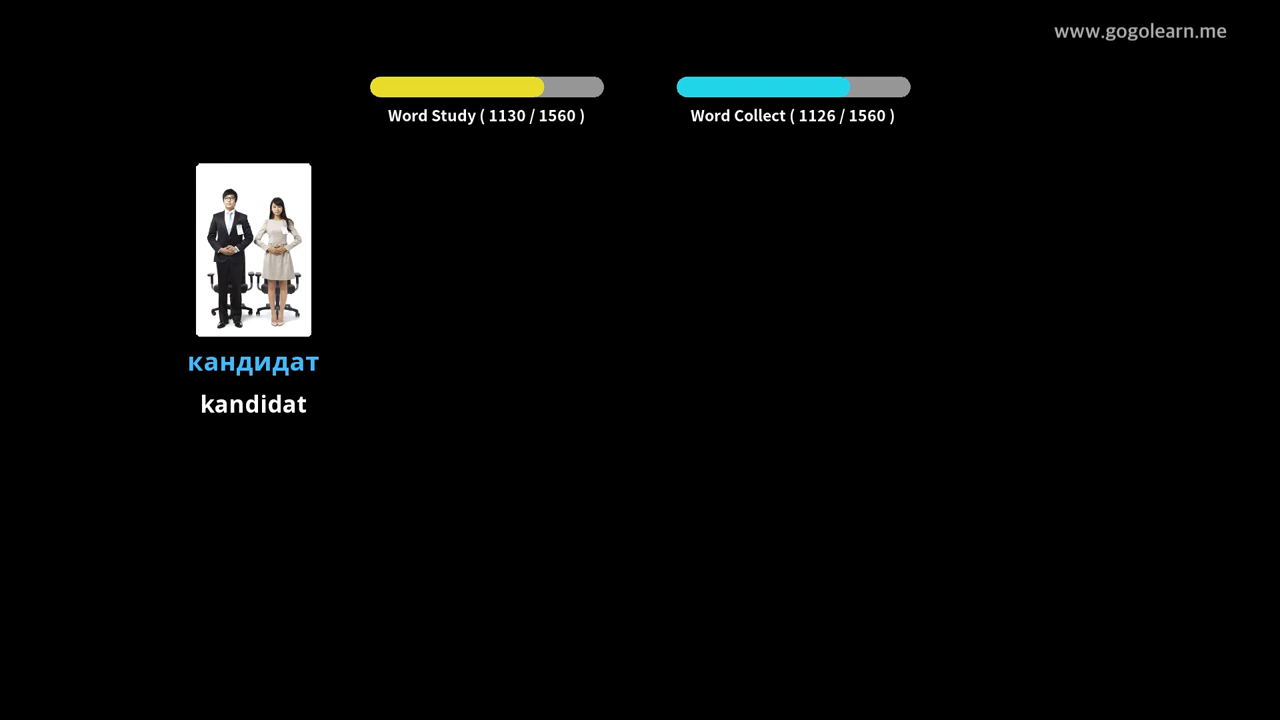 www.gogolearn.me
Word Study ( 1130 / 1560 )
Word Collect ( 1126 / 1560 )
кандидат
kandidat